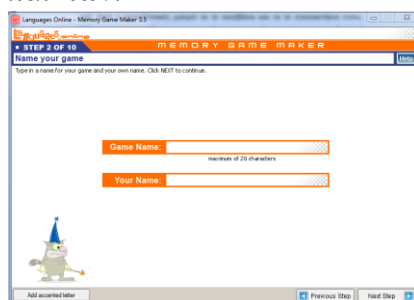 Languages Online - Memory Game Maker 3.5
Languages Online
• STEP 2 OF 10
MEMORY GAME MAKER
Name your game
Help
Type in a name for your game and your own name. Click NEXT to continue.
Game Name:
maximum of 20 characters
Your Name:
Add accented letter
Previous Step
Next Step